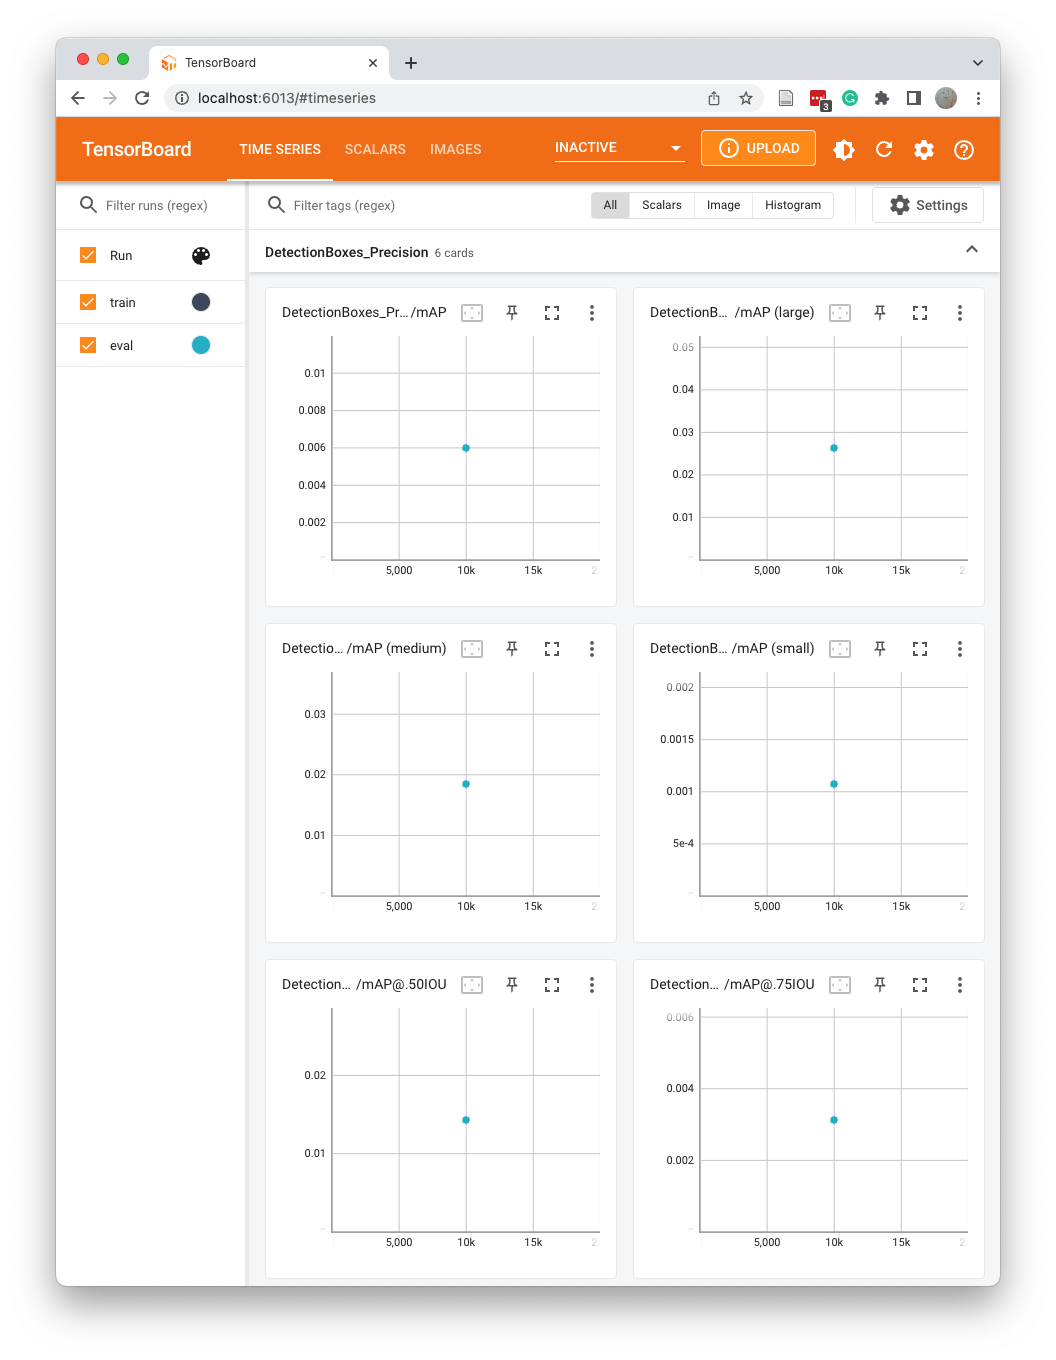 TensorBoard
localhost:6013/#timeseries
3
TensorBoard
TIME SERIES
SCALARS
IMAGES
INACTIVE
UPLOAD
Filter runs (regex)
Filter tags (regex)
All
Scalars
Image
Histogram
Settings
Run
train
eval
DetectionBoxes_Precision 6 cards
DetectionBoxes_Pr.../mAP
0.01
0.008
0.006
0.004
0.002
5,000
10k
15k
DetectionB... /mAP (large)
0.05
0.04
0.03
0.02
0.01
5,000
10k
15k
Detectio... /mAP (medium)
0.03
0.02
0.01
5,000
10k
15k
DetectionB... /mAP (small)
0.002
0.0015
0.001
5e-4
5,000
10k
15k
Detection... /mAP@.50IOU
0.02
0.01
5,000
10k
15k
Detection... /mAP@.75IOU
0.006
0.004
0.002
5,000
10k
15k